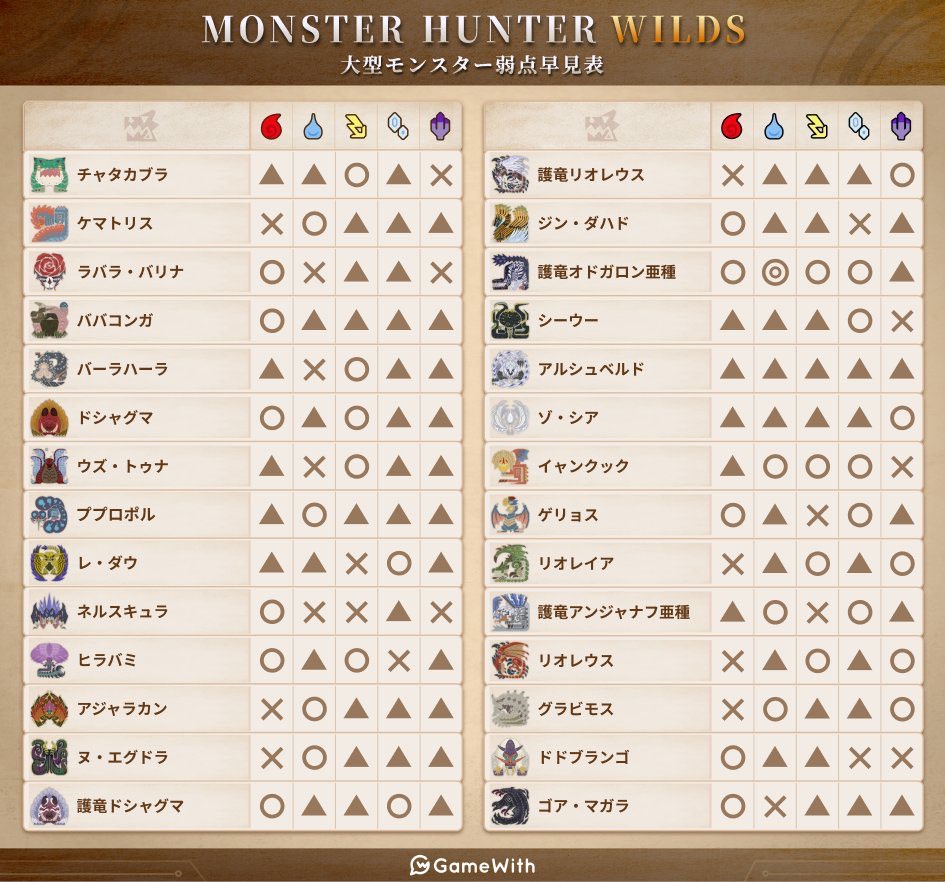 MONSTER HUNTER WILDS
大型モンスター弱点早見表
チャタカブラ ▲ ▲ ○ ▲ ×
ケマトリス × ○ ▲ ▲ ▲
ラバラ・バリナ ○ × ▲ ▲ ×
ババコンガ ○ ▲ ▲ ▲ ▲
バーラハーラ ▲ × ○ ▲ ▲
ドシャグマ ○ ▲ ○ ▲ ▲
ウズ・トゥナ ▲ × ○ ▲ ▲
ププロポル ▲ ○ ▲ ▲ ▲
レ・ダウ ▲ ▲ × ○ ▲
ネルスキュラ ○ × × ▲ ×
ヒラバミ ○ ▲ ○ × ▲
アジャラカン × ○ ▲ ▲ ▲
ヌ・エグドラ × ○ ▲ ▲ ▲
護竜ドシャグマ ○ ▲ ▲ ○ ▲
護竜リオレウス × ▲ ▲ ▲ ○
ジン・ダハド ○ ▲ ▲ × ▲
護竜オドガロン亜種 ○ ◎ ○ ○ ▲
シーウー ▲ ▲ ▲ ○ ×
アルシュベルド ▲ ▲ ▲ ▲ ▲
ゾ・シア ▲ ▲ ▲ ▲ ○
イャンクック ▲ ○ ○ ○ ×
ゲリョス ○ ▲ × ○ ▲
リオレイア × ▲ ○ ▲ ○
護竜アンジャナフ亜種 ▲ ○ × ○ ▲
リオレウス × ▲ ○ ▲ ○
グラビモス × ○ ▲ ▲ ○
ドドブランゴ ○ ▲ ▲ × ×
ゴア・マガラ ○ × ▲ ▲ ▲
GameWith